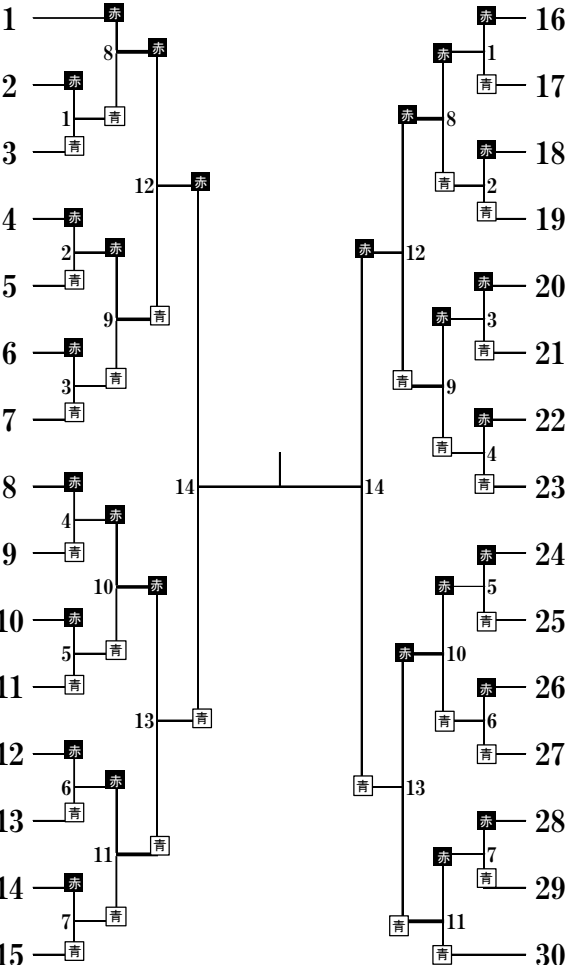 1 赤 赤 16
8 赤 赤 1
2 赤 青 17
1 青 赤 8
3 青 赤 18
12 赤 青 2
4 赤 青 19
2 赤 赤 12
5 青 赤 20
9 青 赤 3
6 赤 青 21
3 青 青 9
7 青 赤 22
青 4
8 赤 14 14 青 23
4 赤
9 青 赤 24
10 赤 赤 5
10 赤 青 25
5 青 赤 10
11 青 赤 26
13 青 青 6
12 赤 青 27
6 赤 青 13
13 青 赤 28
11 青 赤 7
14 赤 青 29
7 青 青 11
15 青 青 30